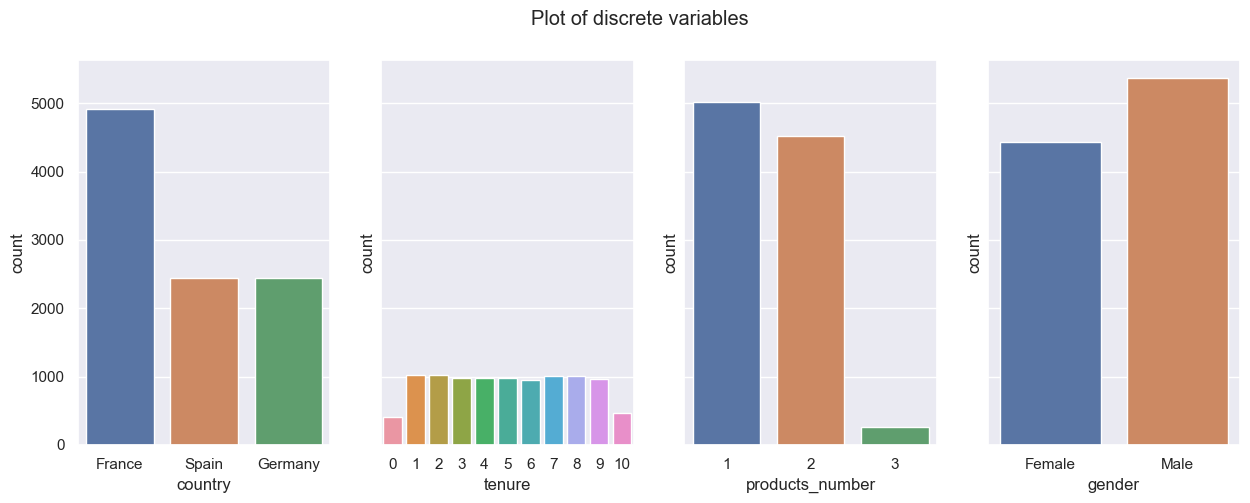 Plot of discrete variables
count
5000
4000
3000
2000
1000
0
France Spain Germany
country
count
0 1 2 3 4 5 6 7 8 9 10
tenure
count
1 2 3
products_number
count
Female Male
gender